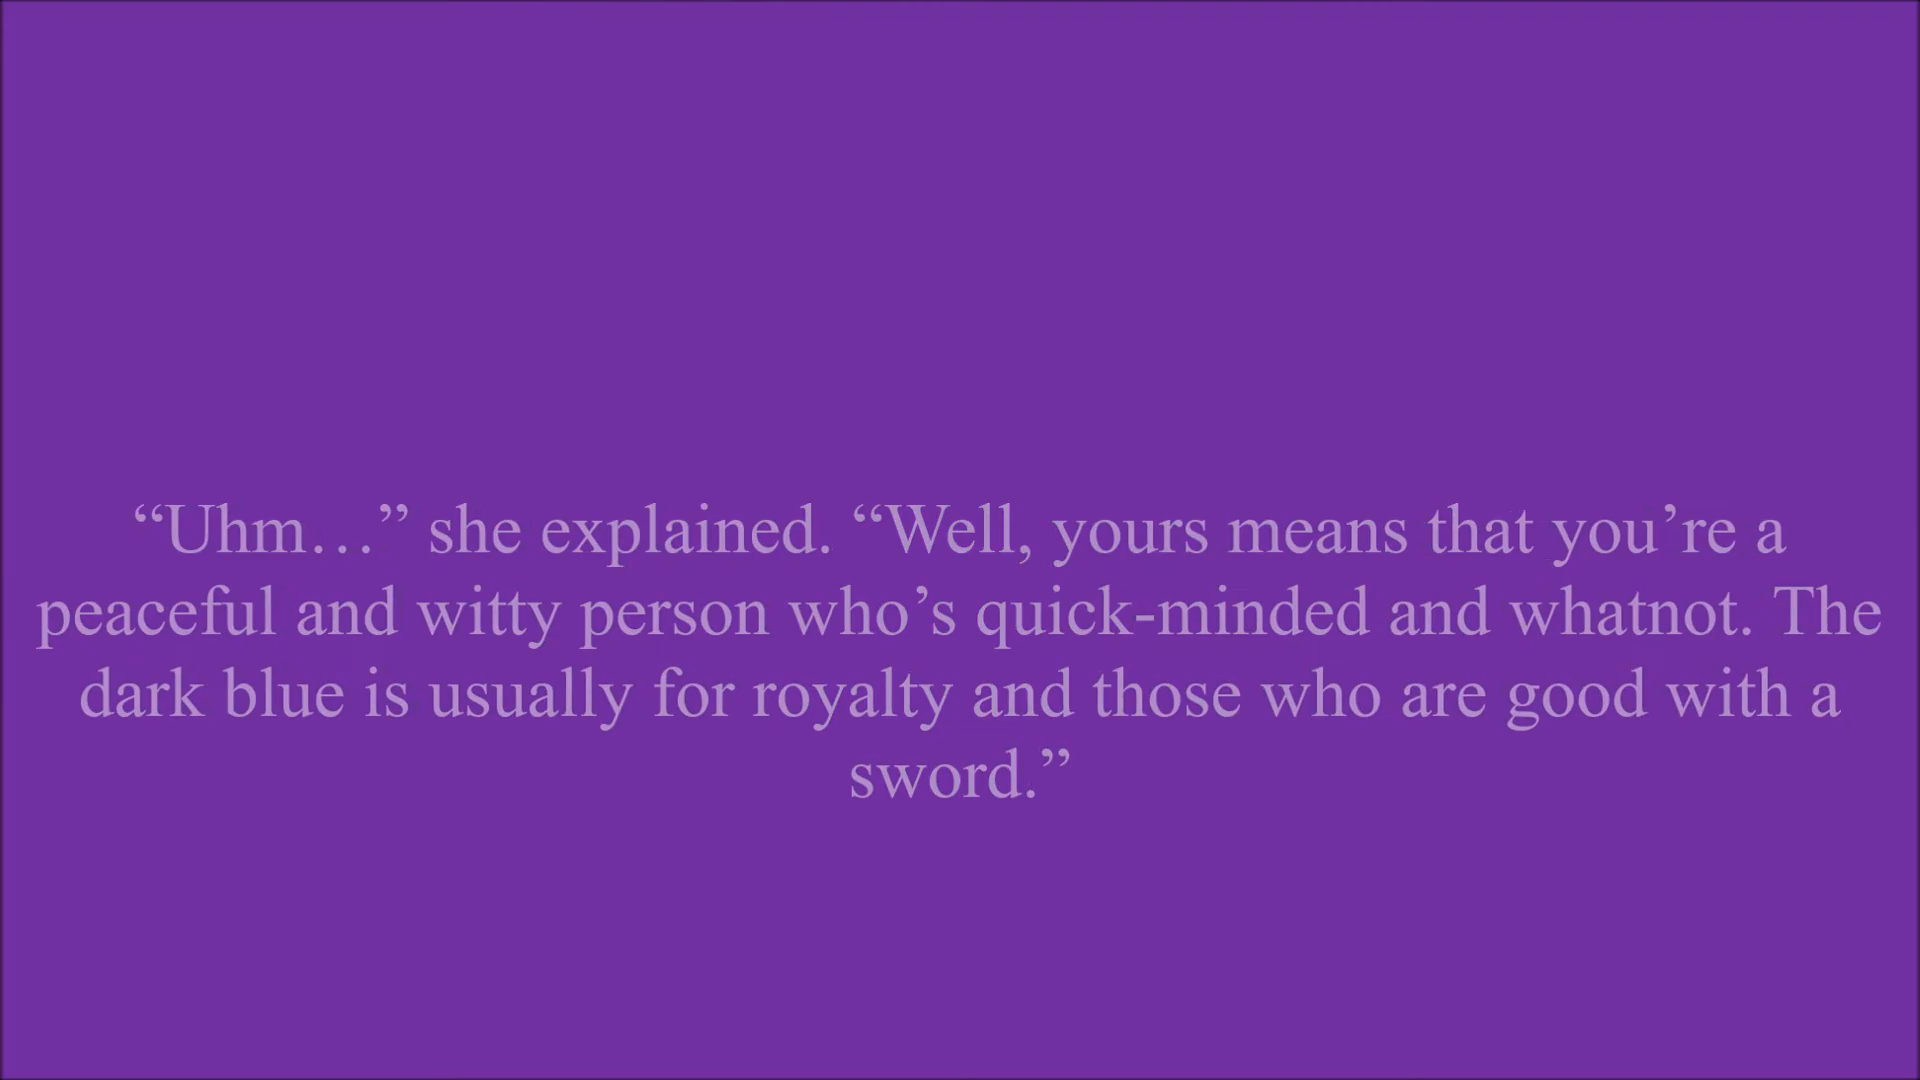 “Uhm…” she explained. “Well, yours means that you’re a
peaceful and witty person who’s quick-minded and whatnot. The
dark blue is usually for royalty and those who are good with a
sword.”